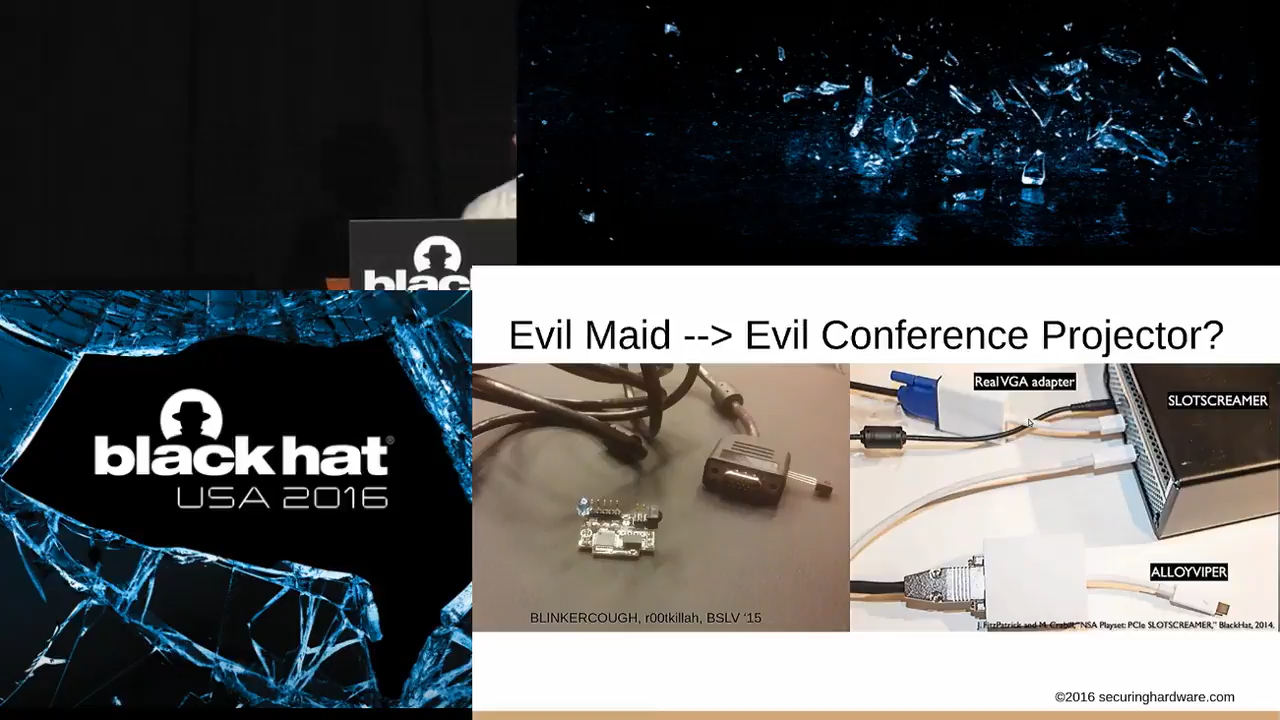 black
Evil Maid --> Evil Conference Projector?
Real VGA adapter
SLOTSCREAMER
black hat®
USA 2016
ALLOYVIPER
BLINKERCOUGH, r00tkillah, BSLV ‘15
J. FitzPatrick and M. Crabill, "NSA Playset: PCIe SLOTSCREAMER," BlackHat, 2014.
©2016 securinghardware.com